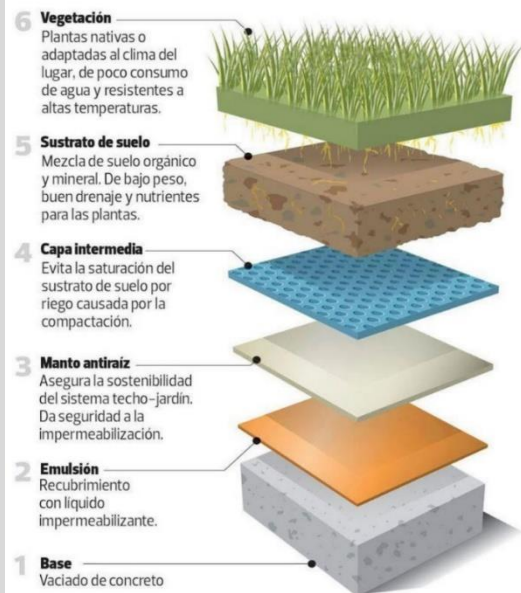 6 Vegetación
Plantas nativas o
adaptadas al clima del
lugar, de poco consumo
de agua y resistentes a
altas temperaturas.
5 Sustrato de suelo
Mezcla de suelo orgánico
y mineral. De bajo peso,
buen drenaje y nutrientes
para las plantas.
4 Capa intermedia
Evita la saturación del
sustrato de suelo por
riego causada por la
compactación.
3 Manto antiraíz
Asegura la sostenibilidad
del sistema techo-jardín.
Da seguridad a la
impermeabilización.
2 Emulsión
Recubrimiento
con líquido
impermeabilizante.
1 Base
Vaciado de concreto